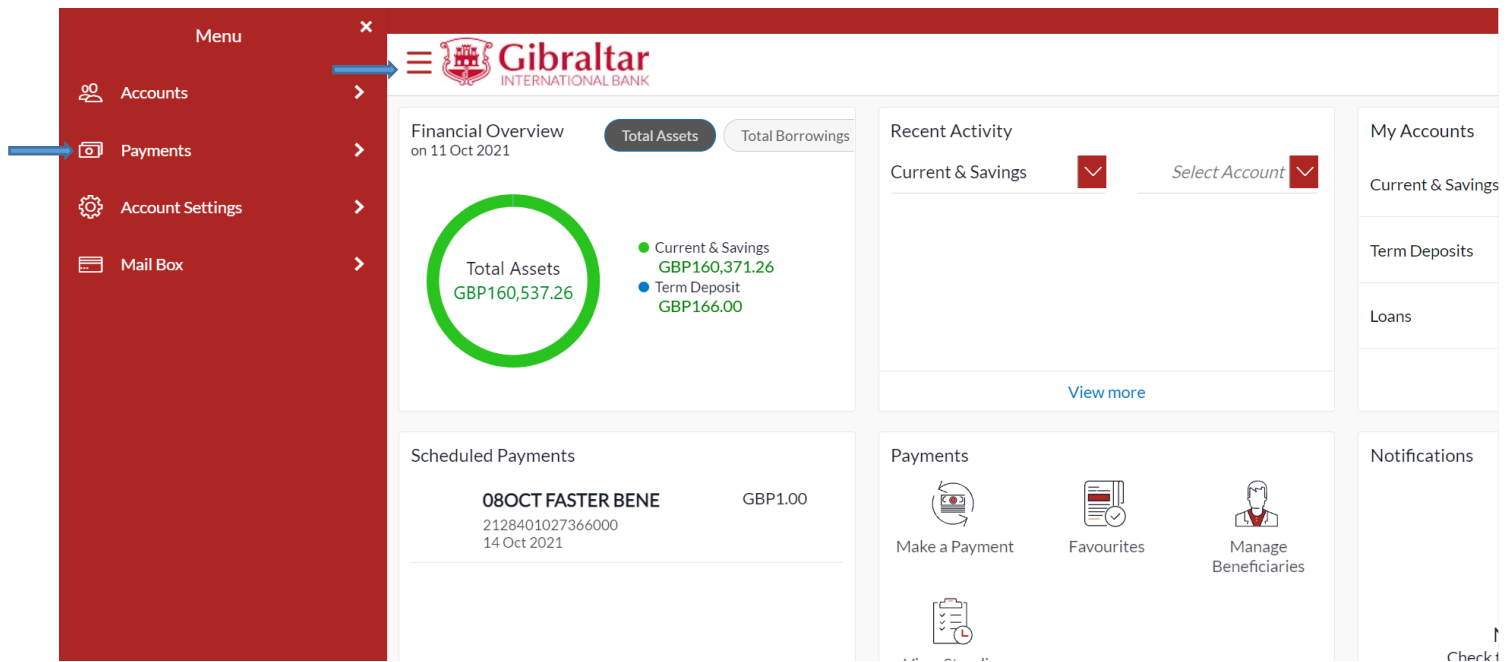 Menu
×
Accounts
Payments
Account Settings
Mail Box
Gibraltar
INTERNATIONAL BANK
Financial Overview
on 11 Oct 2021
Total Assets
Total Borrowings
Total Assets
GBP160,537.26
Current & Savings
GBP160,371.26
Term Deposit
GBP166.00
Recent Activity
Current & Savings
Select Account
View more
My Accounts
Current & Savings
Term Deposits
Loans
Scheduled Payments
08OCT FASTER BENE GBP1.00
2128401027366000
14 Oct 2021
Payments
Make a Payment
Favourites
Manage
Beneficiaries
Notifications
Check